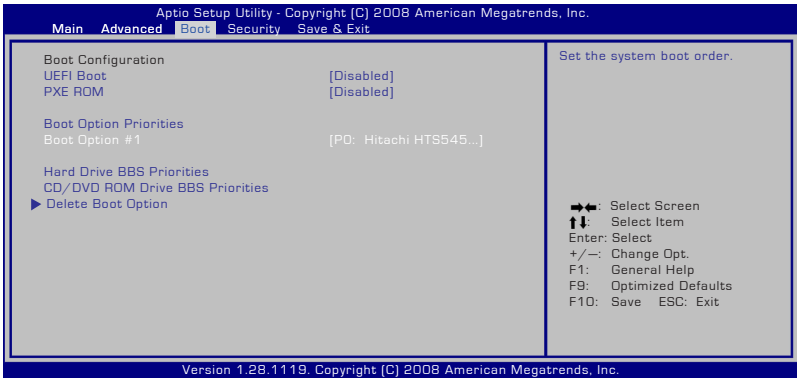 Aptio Setup Utility - Copyright (C) 2008 American Megatrends, Inc.
Main Advanced Boot Security Save & Exit
Boot Configuration
UEFI Boot [Disabled]
PXE ROM [Disabled]
Boot Option Priorities
Boot Option #1 [P0: Hitachi HTS545...]
Hard Drive BBS Priorities
CD/DVD ROM Drive BBS Priorities
Delete Boot Option
Set the system boot order.
: Select Screen
: Select Item
Enter: Select
+/—: Change Opt.
F1: General Help
F9: Optimized Defaults
F10: Save ESC: Exit
Version 1.28.1119. Copyright (C) 2008 American Megatrends, Inc.